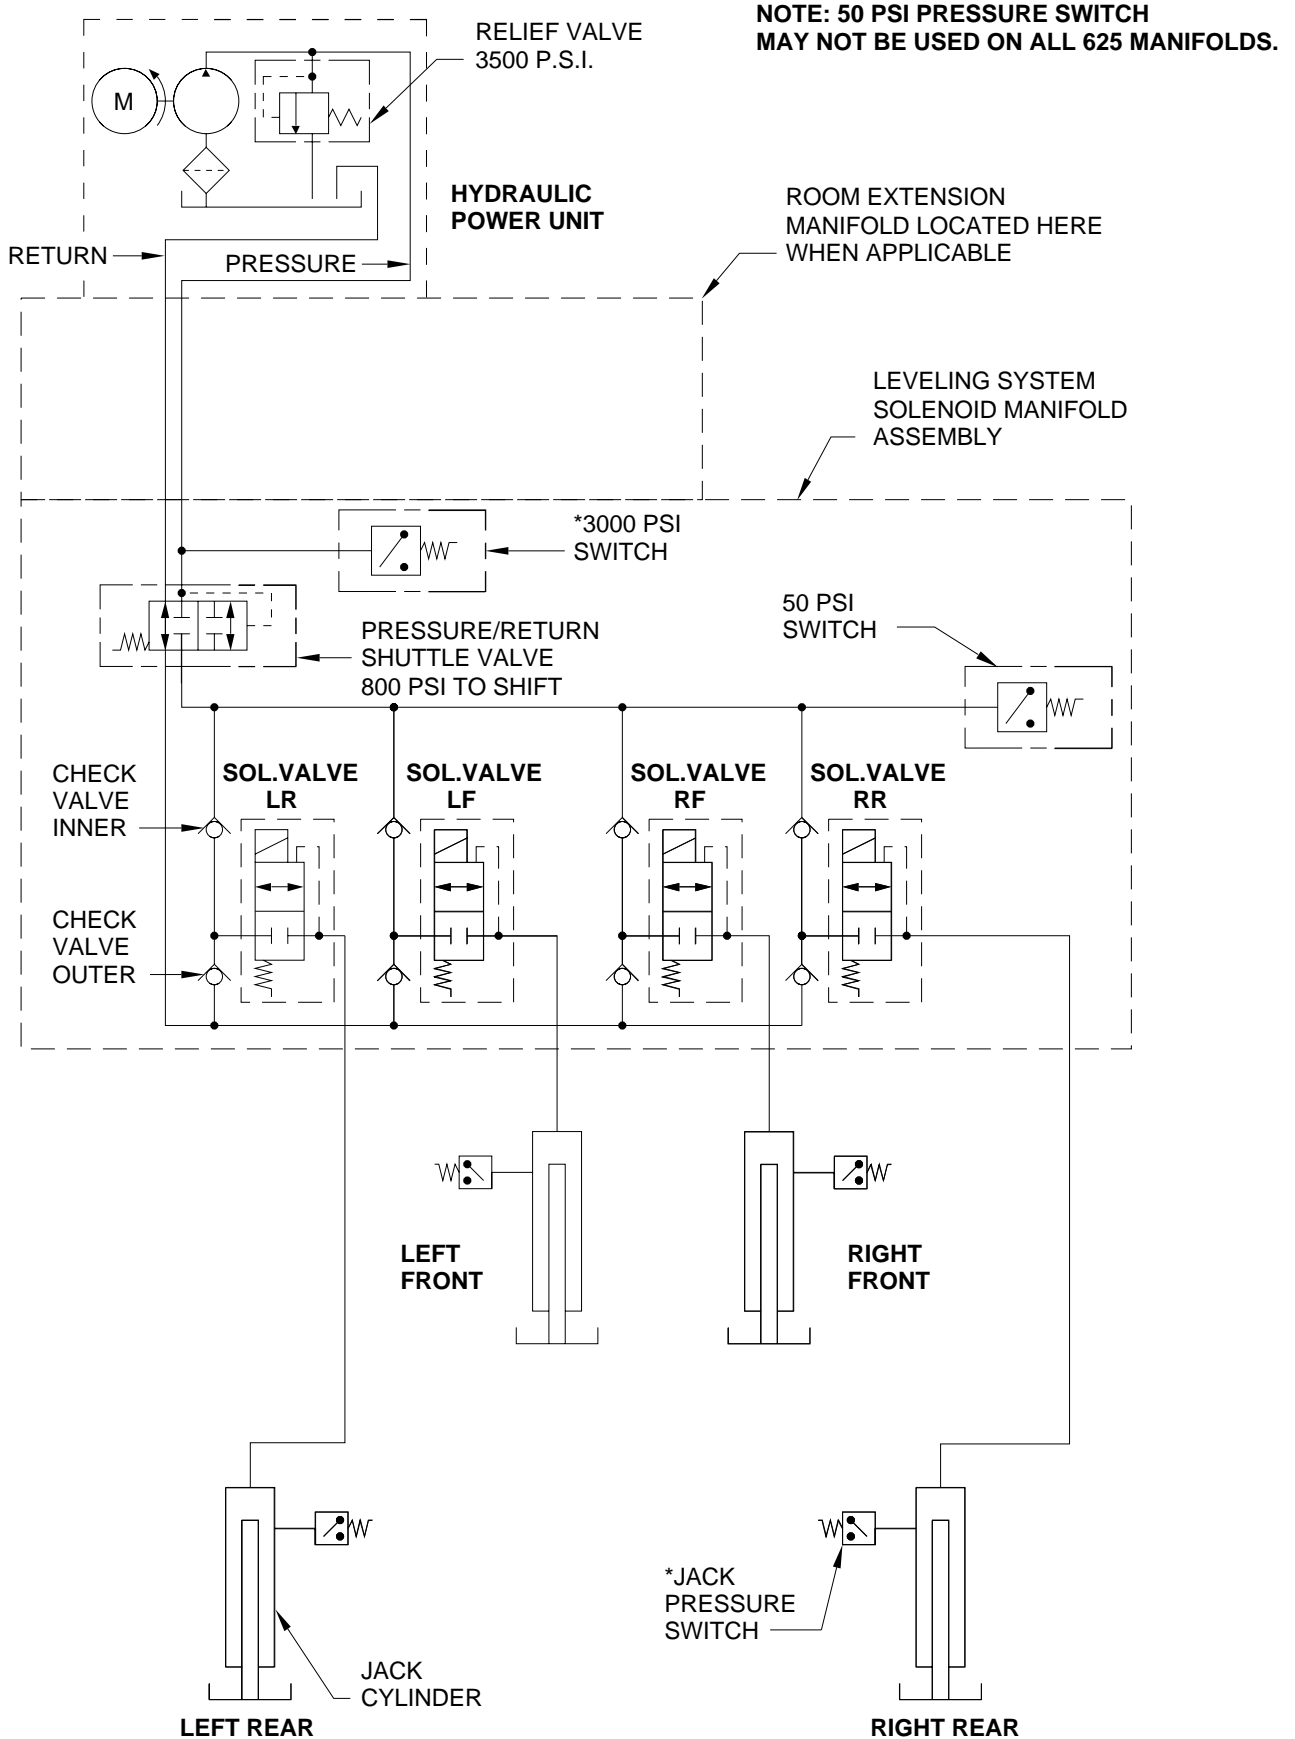 NOTE: 50 PSI PRESSURE SWITCH
MAY NOT BE USED ON ALL 625 MANIFOLDS.
RELIEF VALVE
3500 P.S.I.
M
HYDRAULIC
POWER UNIT
ROOM EXTENSION
MANIFOLD LOCATED HERE
WHEN APPLICABLE
RETURN
PRESSURE
LEVELING SYSTEM
SOLENOID MANIFOLD
ASSEMBLY
*3000 PSI
SWITCH
50 PSI
SWITCH
PRESSURE/RETURN
SHUTTLE VALVE
800 PSI TO SHIFT
CHECK
VALVE
INNER
SOL.VALVE
LR
SOL.VALVE
LF
SOL.VALVE
RF
SOL.VALVE
RR
CHECK
VALVE
OUTER
LEFT
FRONT
RIGHT
FRONT
*JACK
PRESSURE
SWITCH
JACK
CYLINDER
LEFT REAR
RIGHT REAR